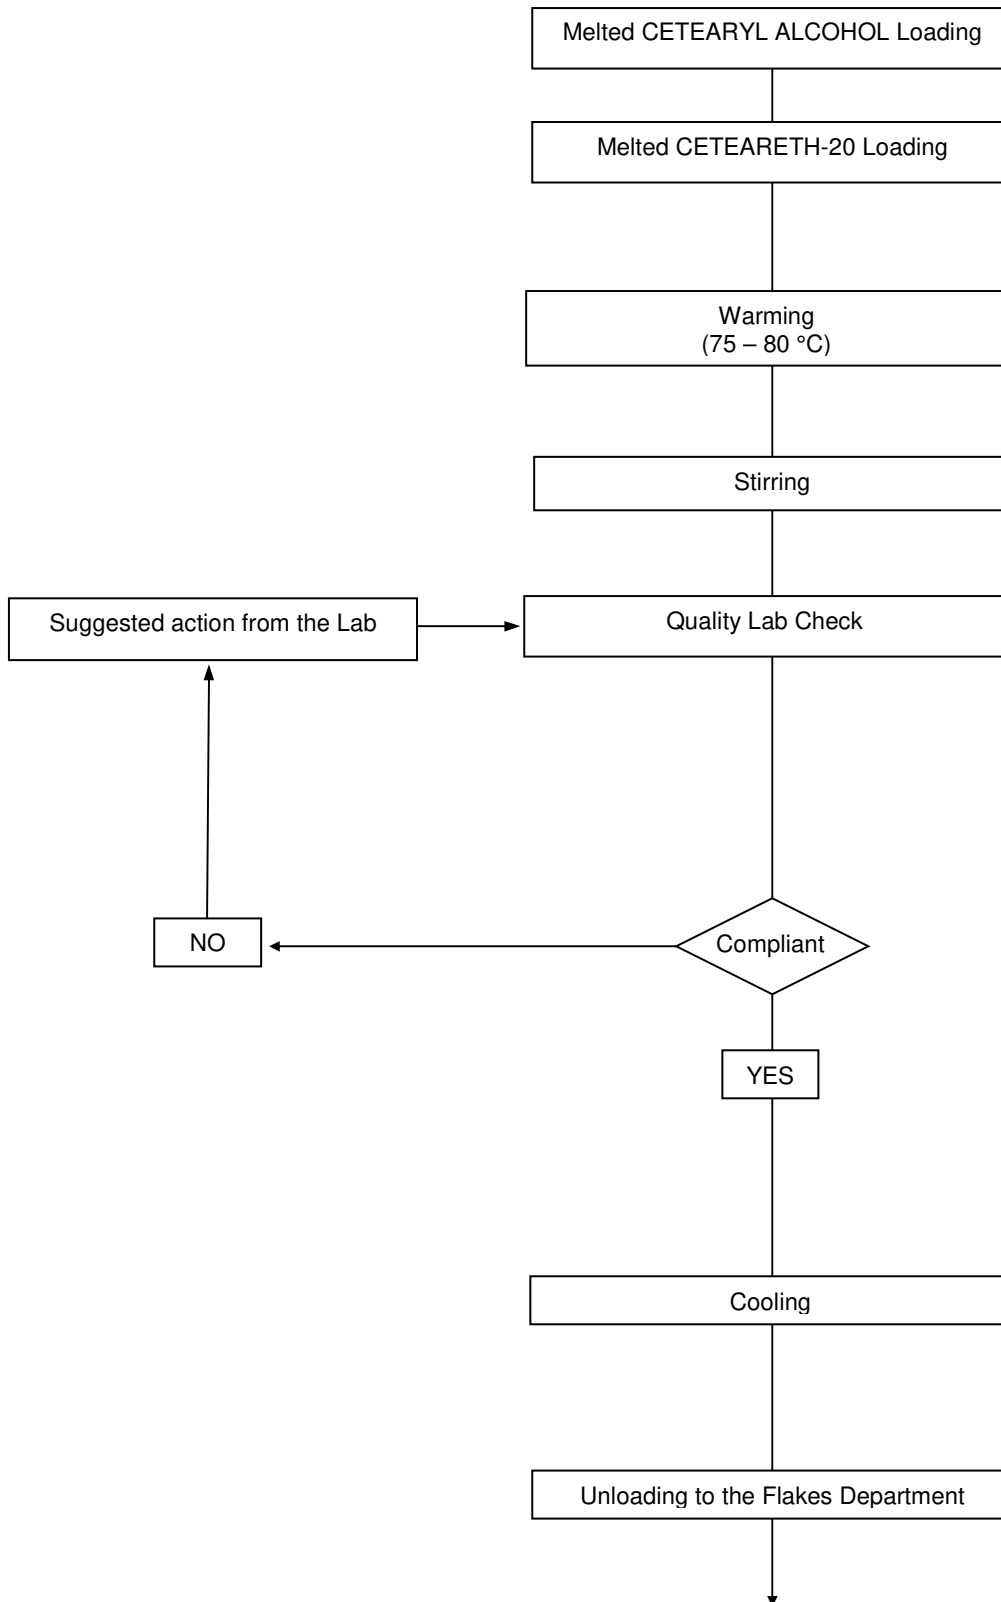 Melted CETEARYL ALCOHOL Loading
Melted CETEARETH-20 Loading
Warming
(75 – 80 °C)
Stirring
Suggested action from the Lab
Quality Lab Check
NO
Compliant
YES
Cooling
Unloading to the Flakes Department